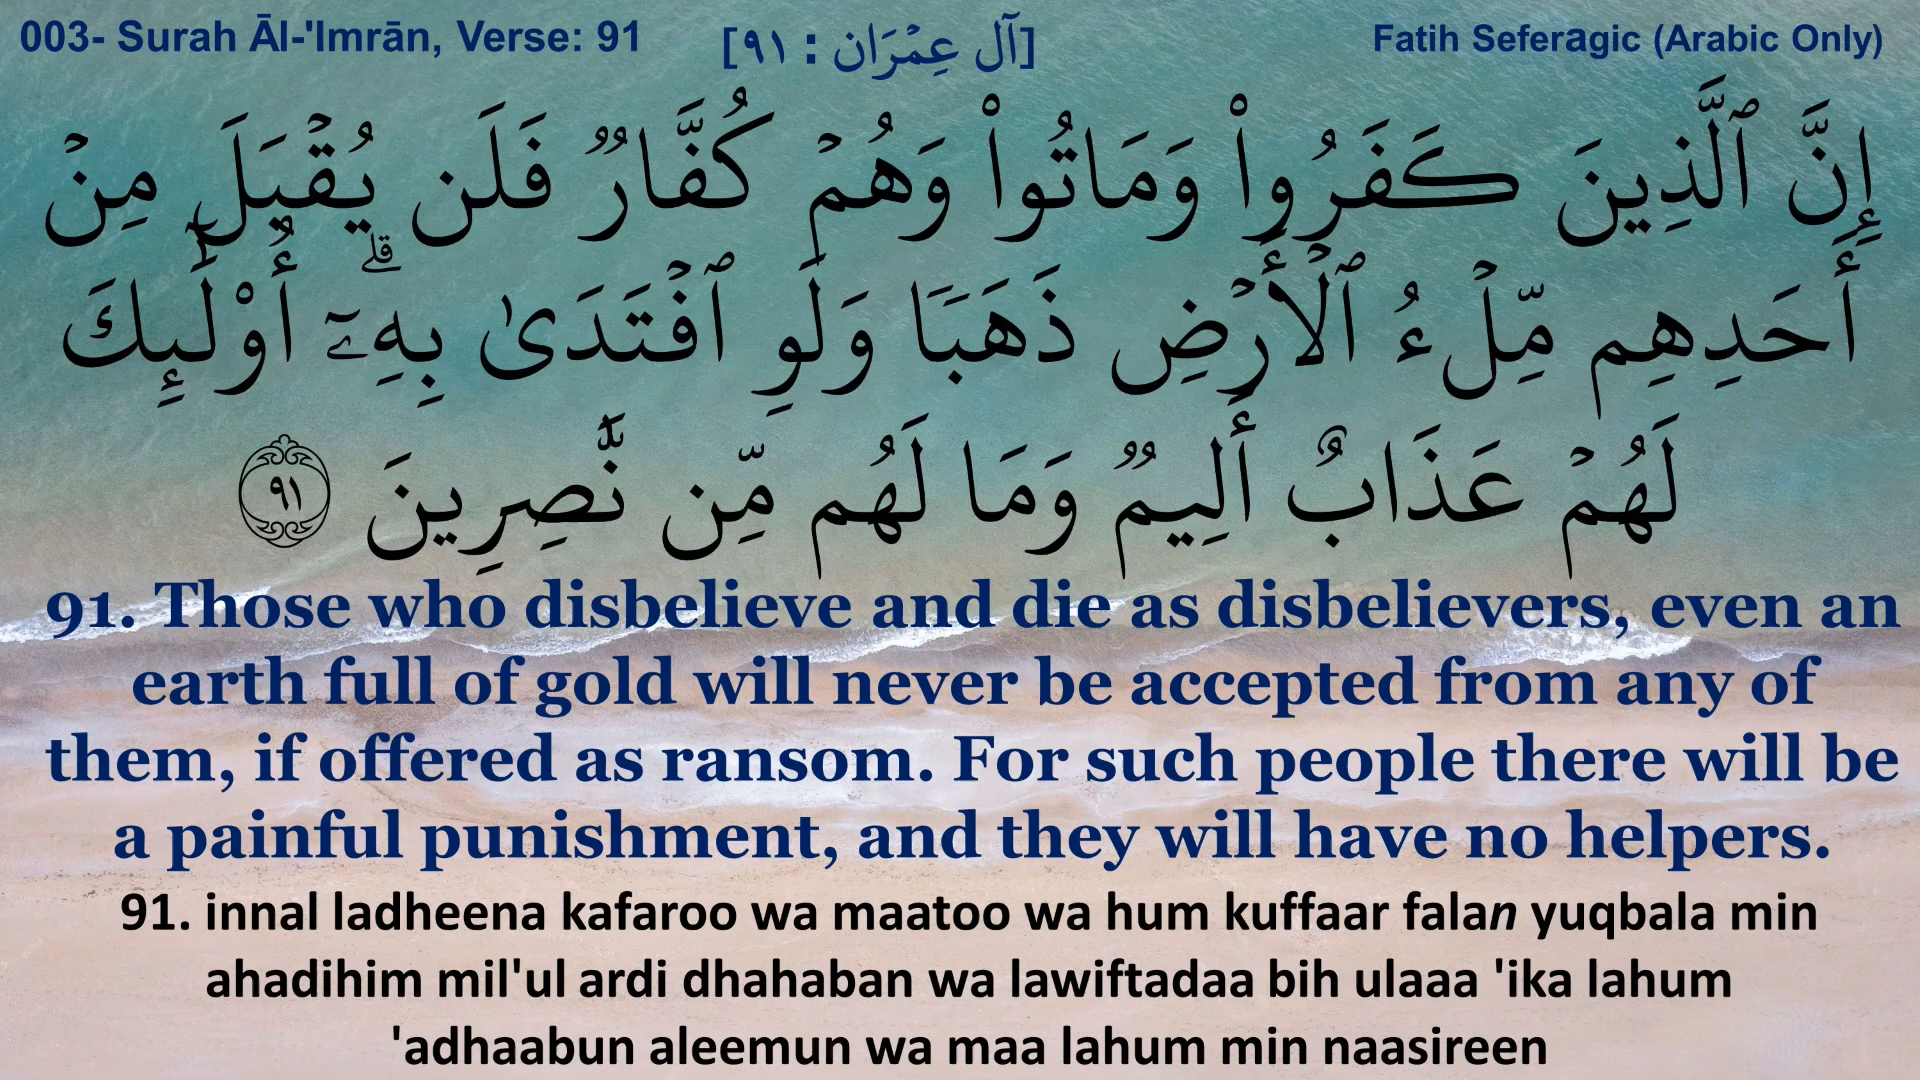 003- Surah Āl-'Imrān, Verse: 91
[آل عِمْرَان : ٩١]
Fatih Seferagic (Arabic Only)
إِنَّ ٱلَّذِينَ كَفَرُوا۟ وَمَاتُوا۟ وَهُمۡ كُفَّارٌ فَلَن يُقۡبَلَ مِنۡ
أَحَدِهِم مِّلۡءُ ٱلۡأَرۡضِ ذَهَبًا وَلَوِ ٱفۡتَدَىٰ بِهِۦٓ ۗ أُو۟لَـٰٓئِكَ
لَهُمۡ عَذَابٌ أَلِيمٌ وَمَا لَهُم مِّن نَّـٰصِرِينَ ٩١
91. Those who disbelieve and die as disbelievers, even an
earth full of gold will never be accepted from any of
them, if offered as ransom. For such people there will be
a painful punishment, and they will have no helpers.
91. innal ladheena kafaroo wa maatoo wa hum kuffaar falan yuqbala min
ahadihim mil'ul ardi dhahaban wa lawiftadaa bih ulaaa 'ika lahum
'adhaabun aleemun wa maa lahum min naasireen